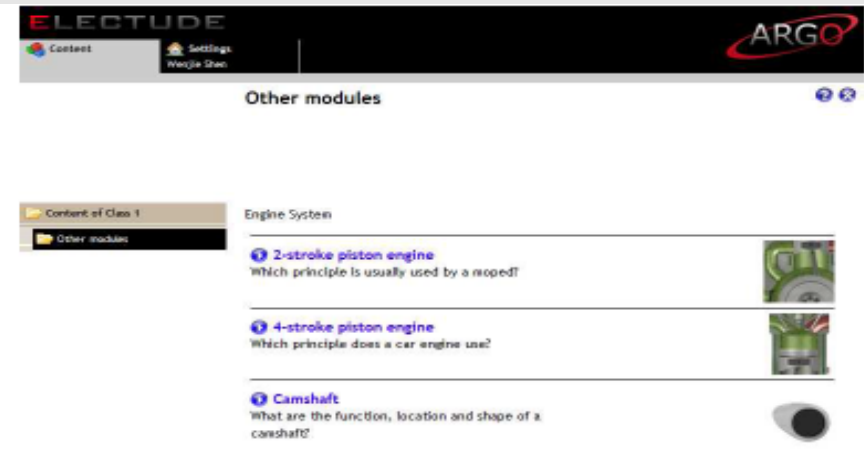 ELECTUDE
ARGO
Content
Settings
Wenjie Shen
Other modules
Content of Class 1
Other modules
Engine System
2-stroke piston engine
Which principle is usually used by a moped?
4-stroke piston engine
Which principle does a car engine use?
Camshaft
What are the function, location and shape of a
camshaft?